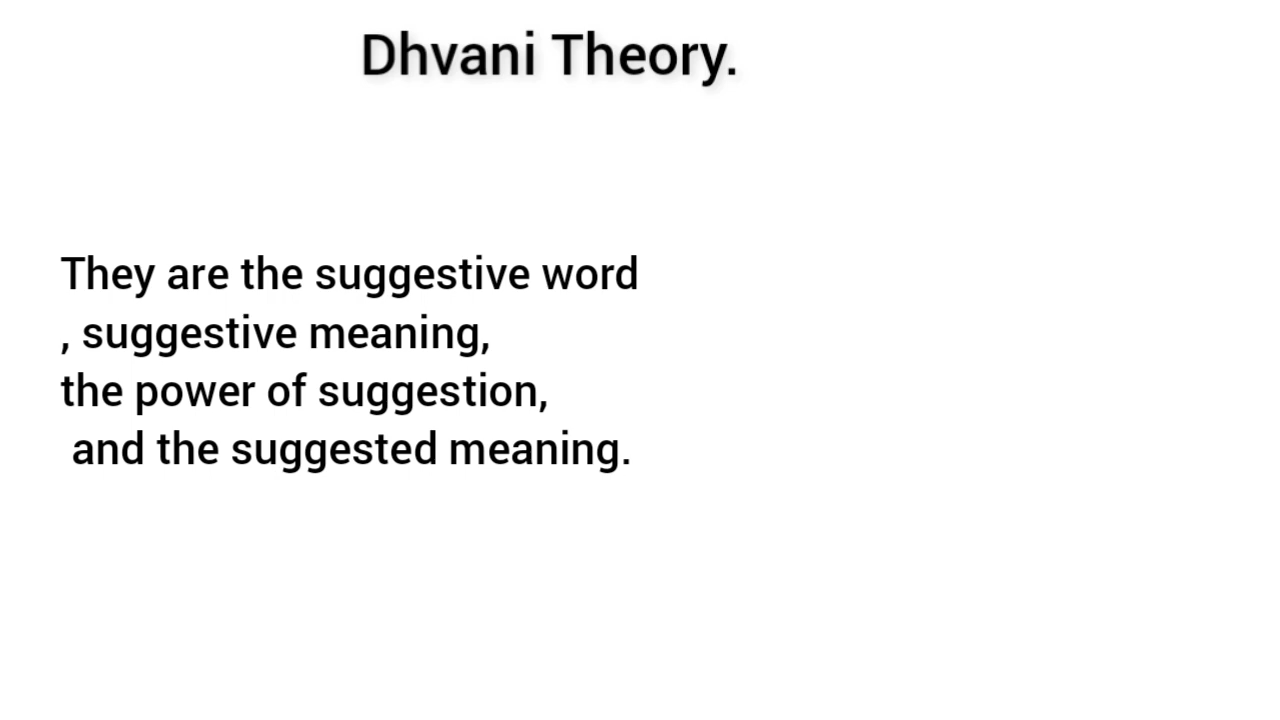 Dhvani Theory.
They are the suggestive word
, suggestive meaning,
the power of suggestion,
and the suggested meaning.